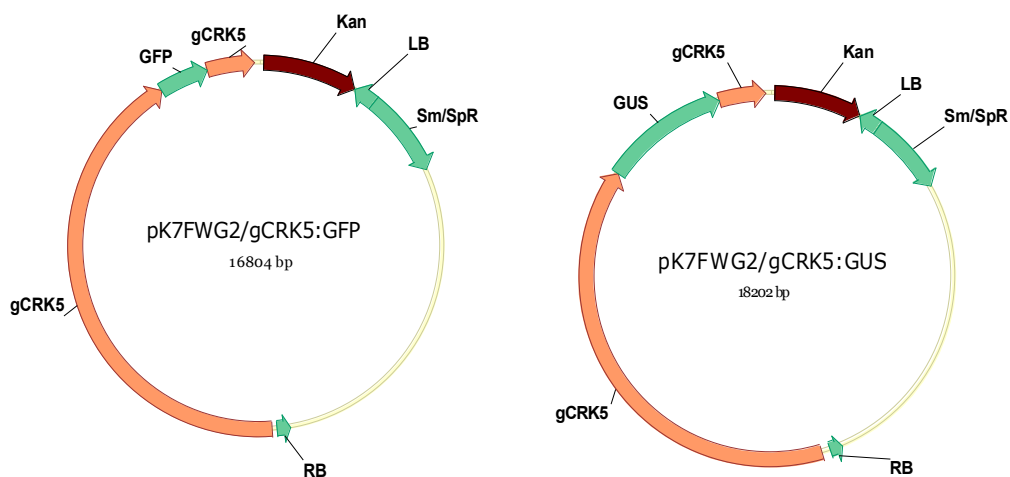 gCRK5
Kan
GFP
LB
Sm/SpR
pK7FWG2/gCRK5:GFP
16804 bp
gCRK5
RB
gCRK5
Kan
LB
GUS
Sm/SpR
pK7FWG2/gCRK5:GUS
18202 bp
gCRK5
RB